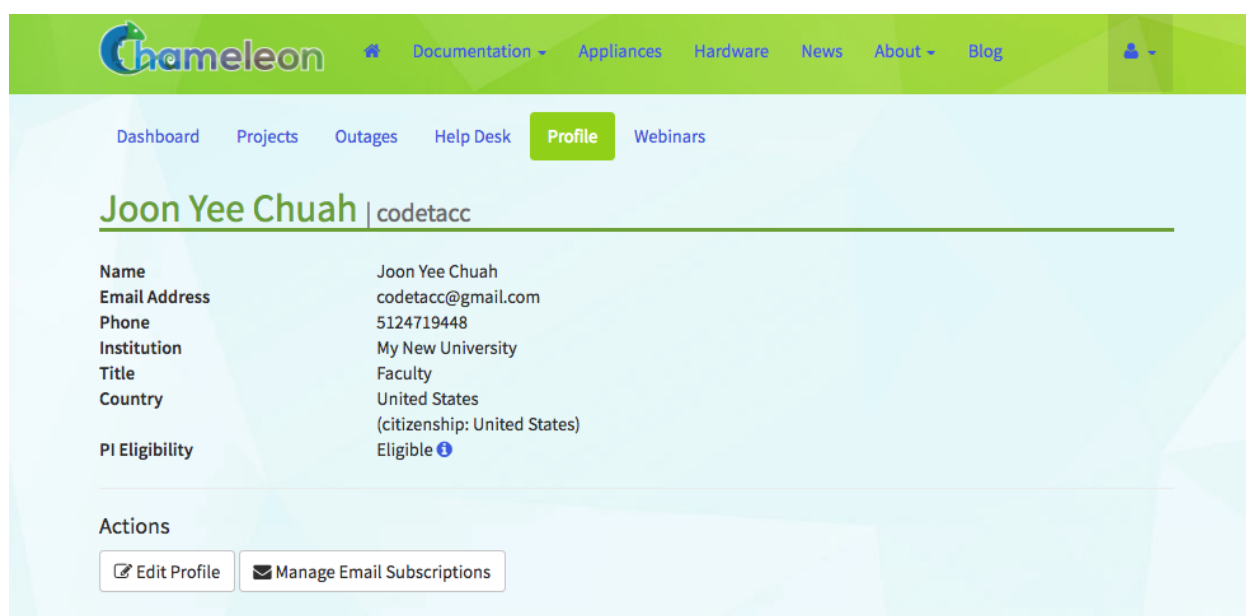 Chameleon Documentation Appliances Hardware News About Blog
Dashboard Projects Outages Help Desk Profile Webinars
Joon Yee Chuah | codetacc
Name Joon Yee Chuah
Email Address codetacc@gmail.com
Phone 5124719448
Institution My New University
Title Faculty
Country United States
(citizenship: United States)
PI Eligibility Eligible
Actions
Edit Profile Manage Email Subscriptions